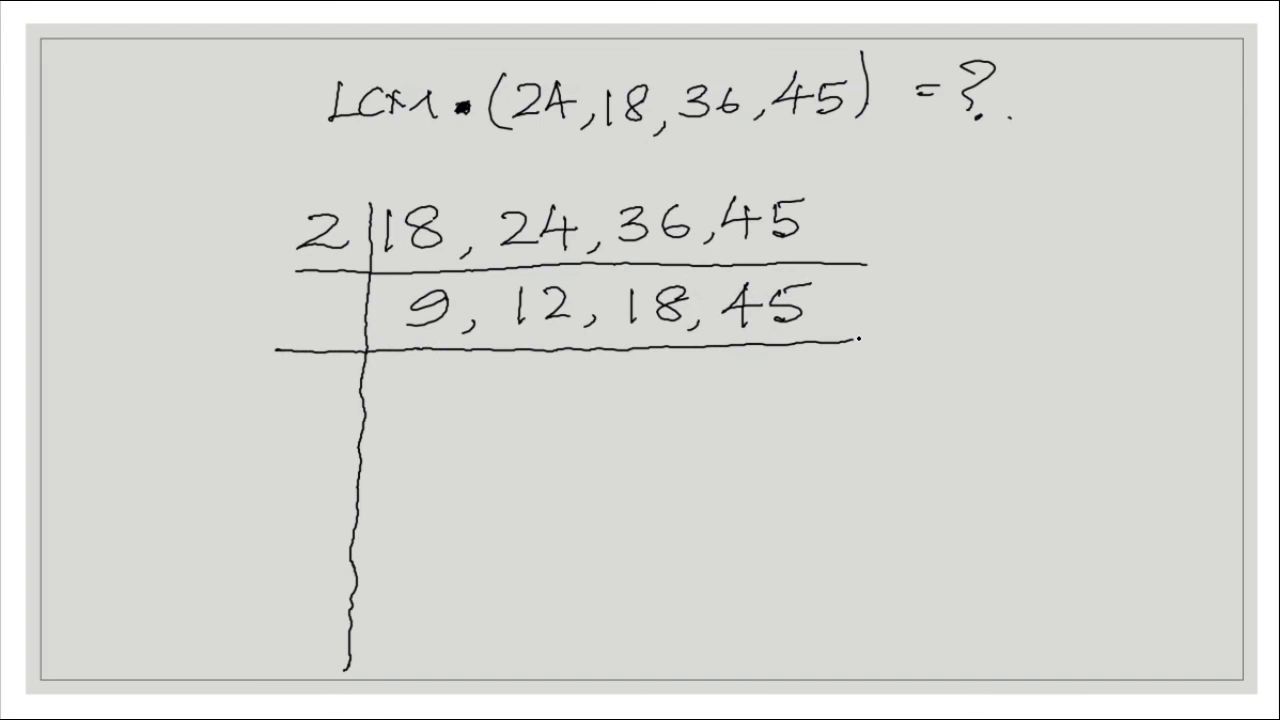 LCM. (24,18,36,45) = ?.
2 | 18, 24, 36, 45
9, 12, 18, 45